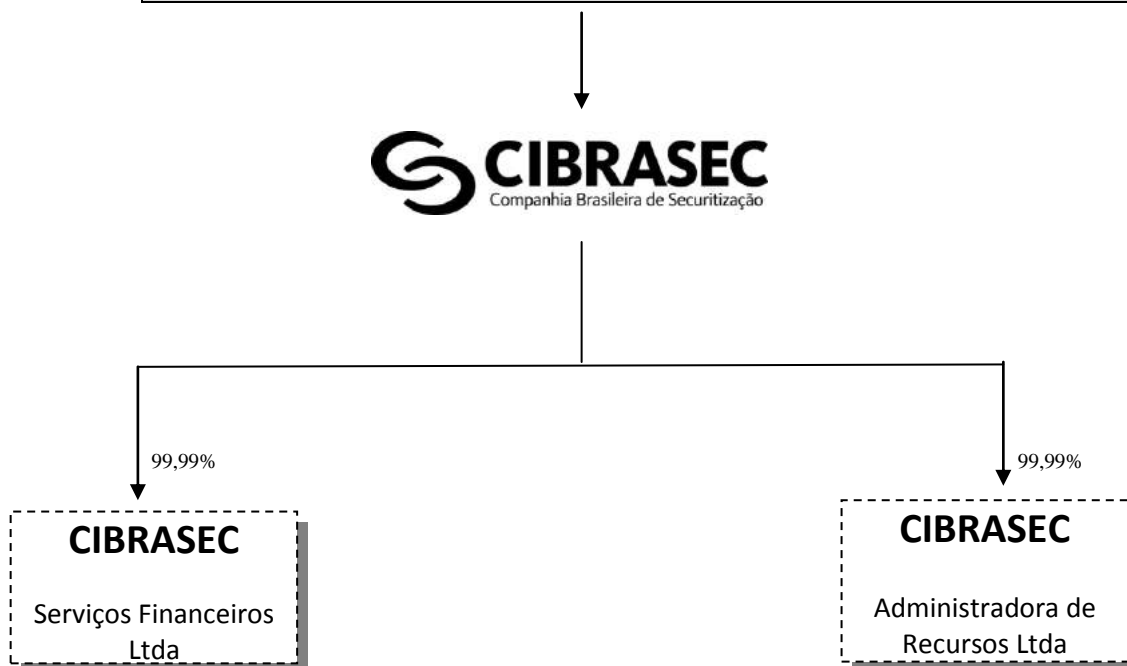 CIBRASEC
Companhia Brasileira de Securitização
99,99%
99,99%
CIBRASEC
Serviços Financeiros
Ltda
CIBRASEC
Administradora de
Recursos Ltda